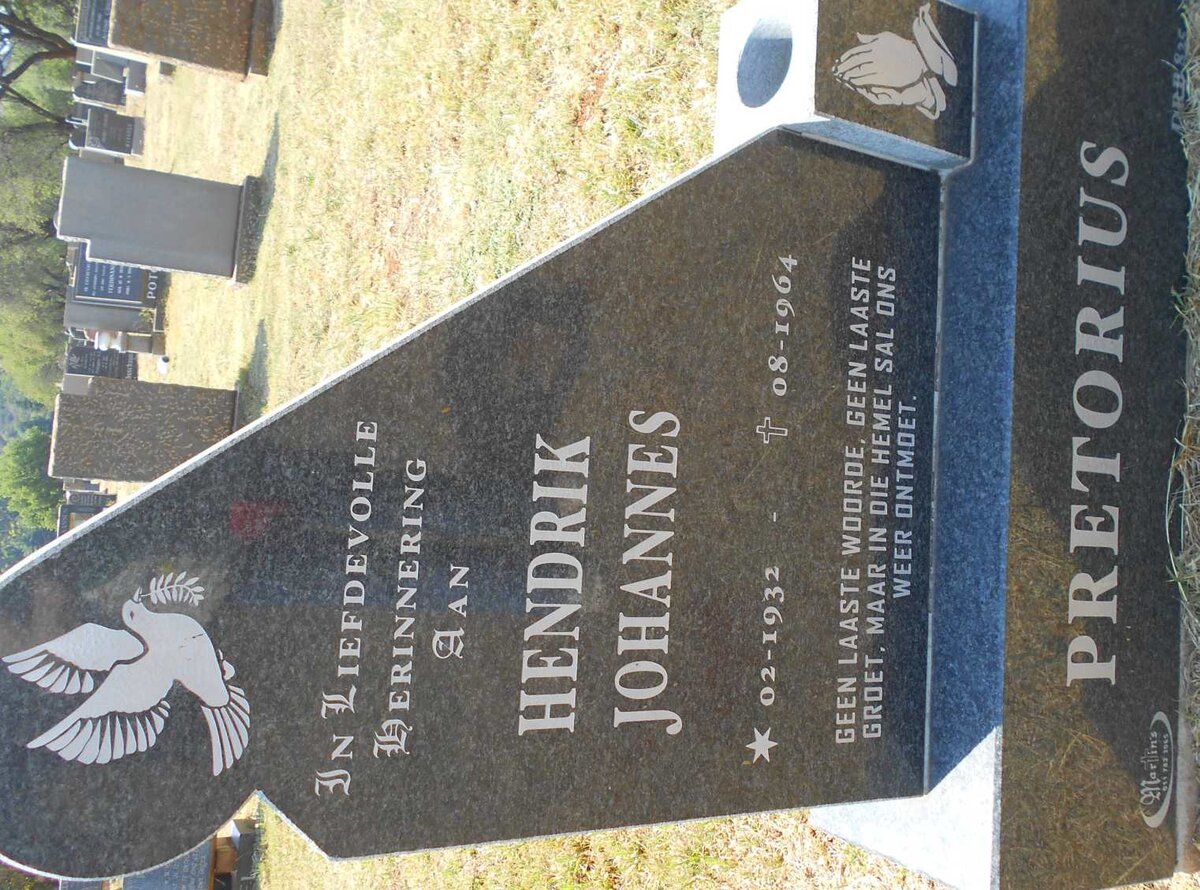 In Liefdevolle
Herinnering
Aan
HENDRIK
JOHANNES
02-1932 - 08-1964
GEEN LAASTE WOORDE, GEEN LAASTE
GROET, MAAR IN DIE HEMEL SAL ONS
WEER ONTMOET.
PRETORIUS
Martin's